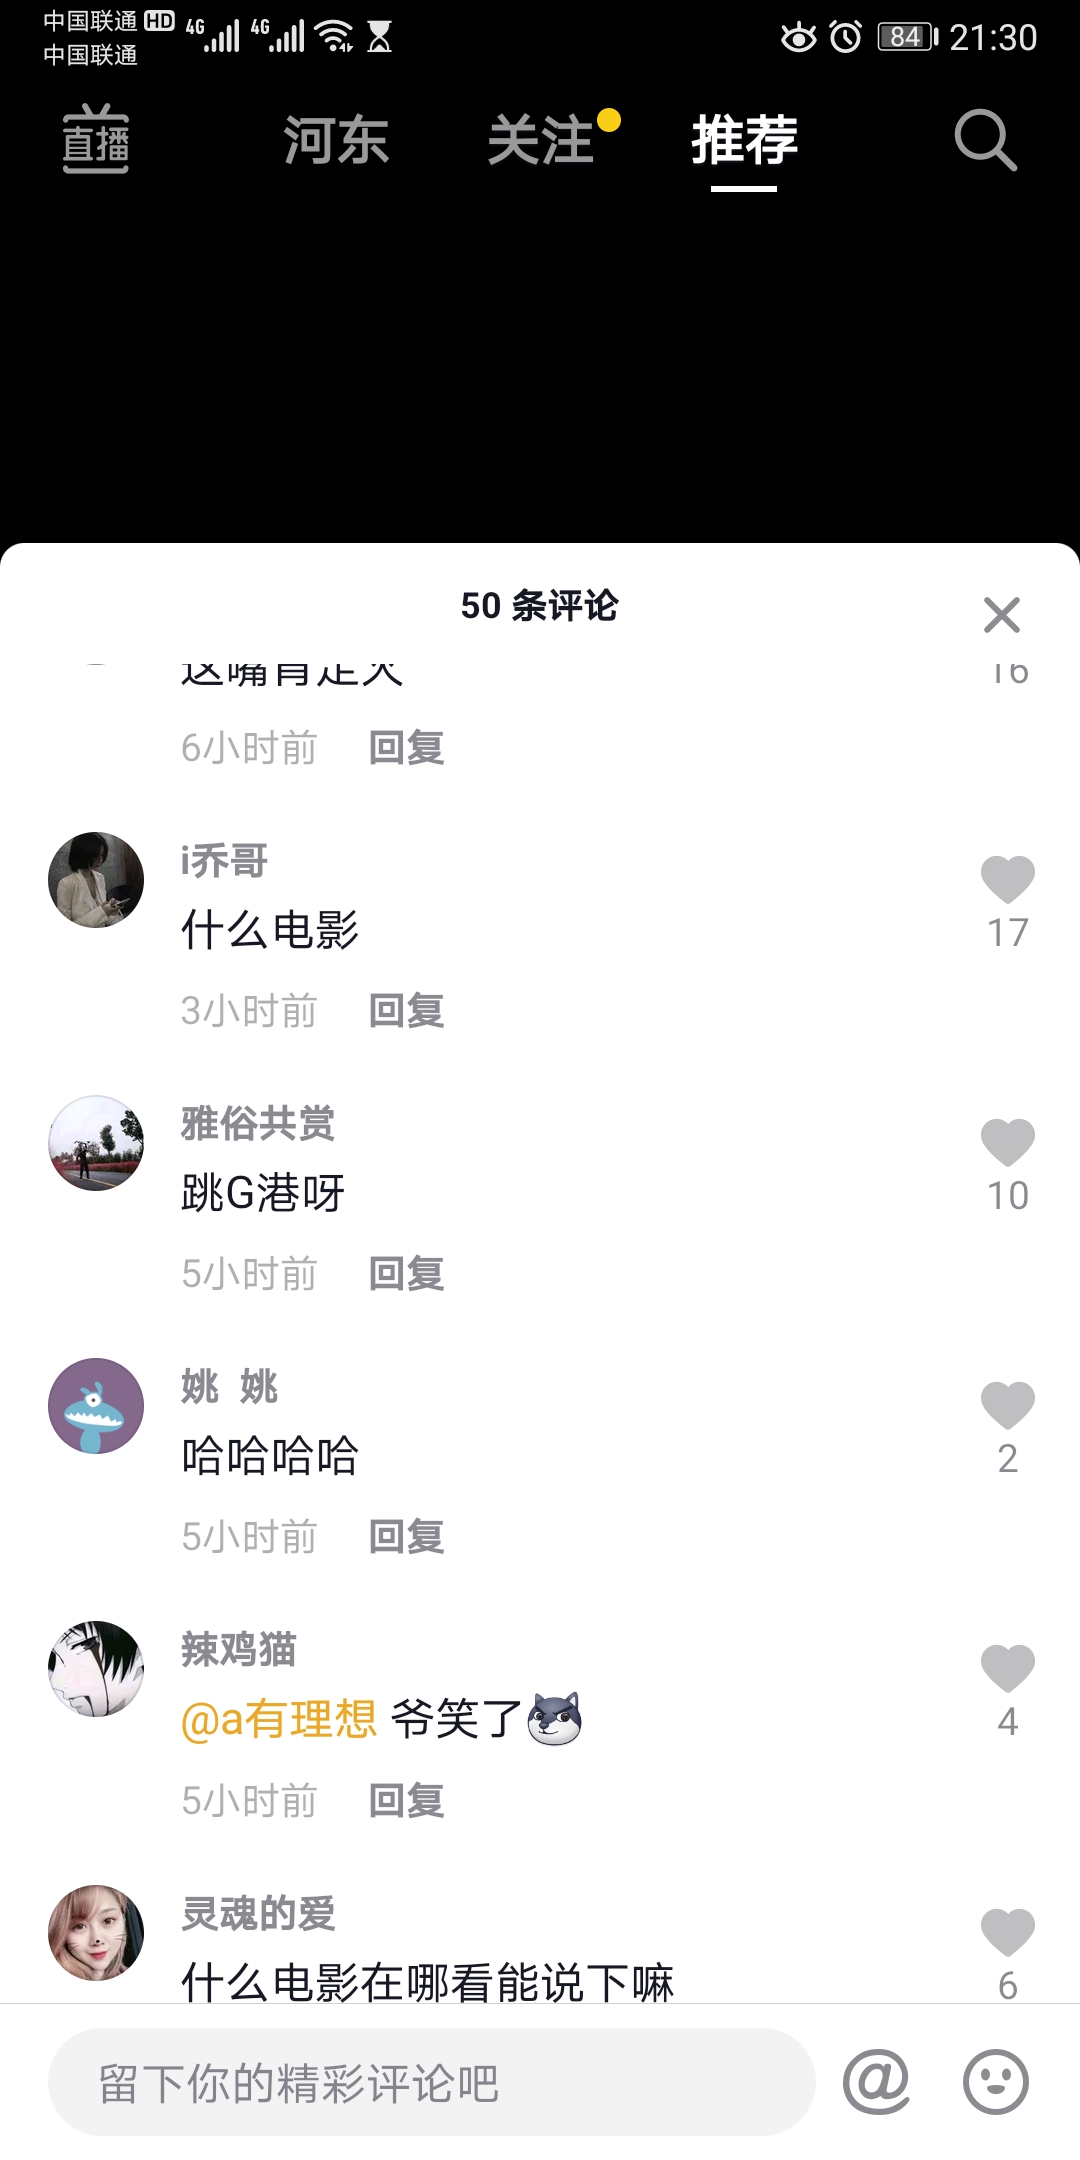 中国联通 HD 4G 4G 84 21:30
中国联通
直播 河东 关注 推荐
50 条评论
16
6小时前 回复
i乔哥
什么电影
17
3小时前 回复
雅俗共赏
跳G港呀
10
5小时前 回复
姚 姚
哈哈哈哈
2
5小时前 回复
辣鸡猫
@a有理想 爷笑了
4
5小时前 回复
灵魂的爱
什么电影在哪看能说下嘛
6
留下你的精彩评论吧
@